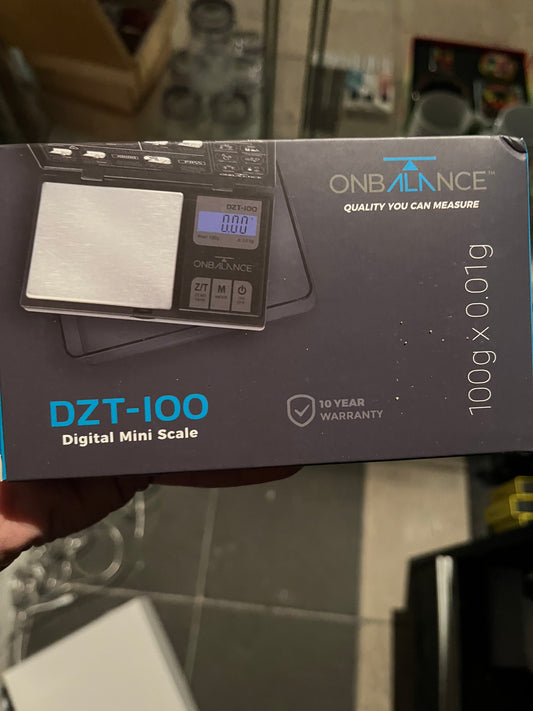 DZT-100
0.00
ONBALANCE
Z/T
M
ONBALANCE™
QUALITY YOU CAN MEASURE
100g x 0.01g
DZT-100
Digital Mini Scale
10 YEAR
WARRANTY